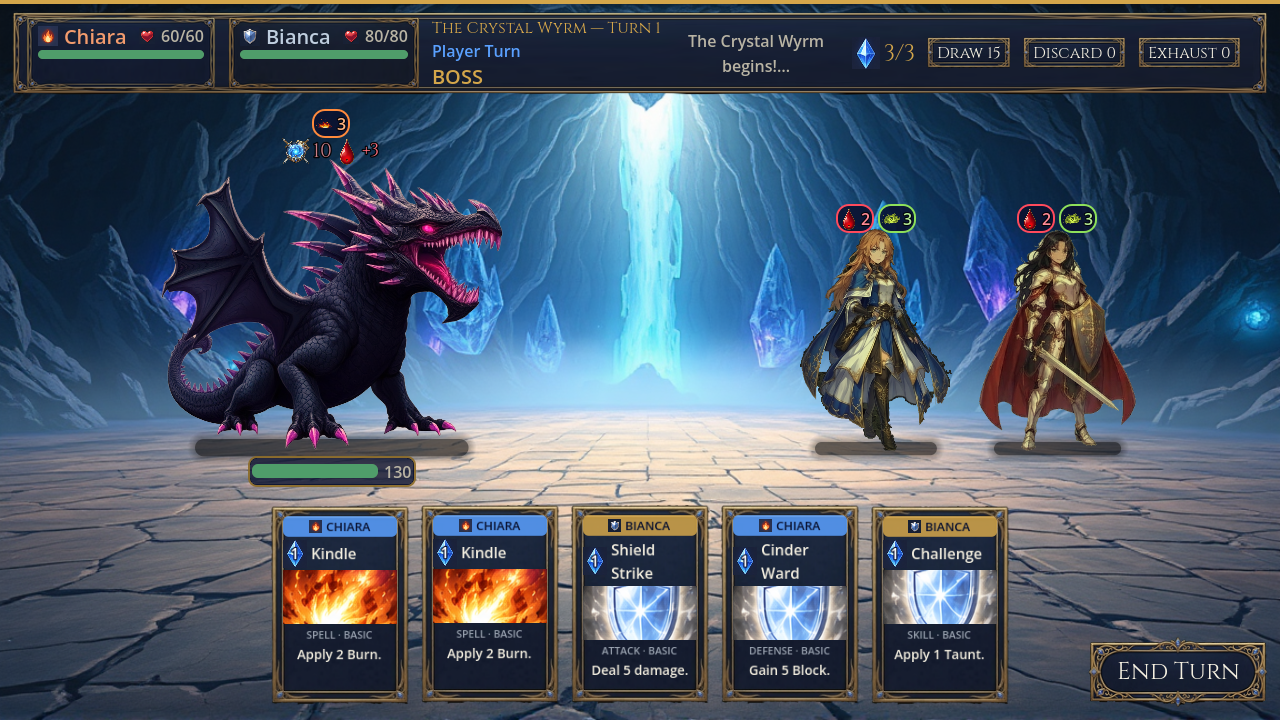 Chiara 60/60
Bianca 80/80
The Crystal Wyrm — Turn 1
Player Turn
BOSS
The Crystal Wyrm
begins!...
3/3
Draw 15
Discard 0
Exhaust 0
3
10 +3
2 3
2 3
130
CHIARA
1 Kindle
SPELL · BASIC
Apply 2 Burn.
CHIARA
1 Kindle
SPELL · BASIC
Apply 2 Burn.
BIANCA
1 Shield
Strike
ATTACK · BASIC
Deal 5 damage.
CHIARA
1 Cinder
Ward
DEFENSE · BASIC
Gain 5 Block.
BIANCA
1 Challenge
SKILL · BASIC
Apply 1 Taunt.
End Turn